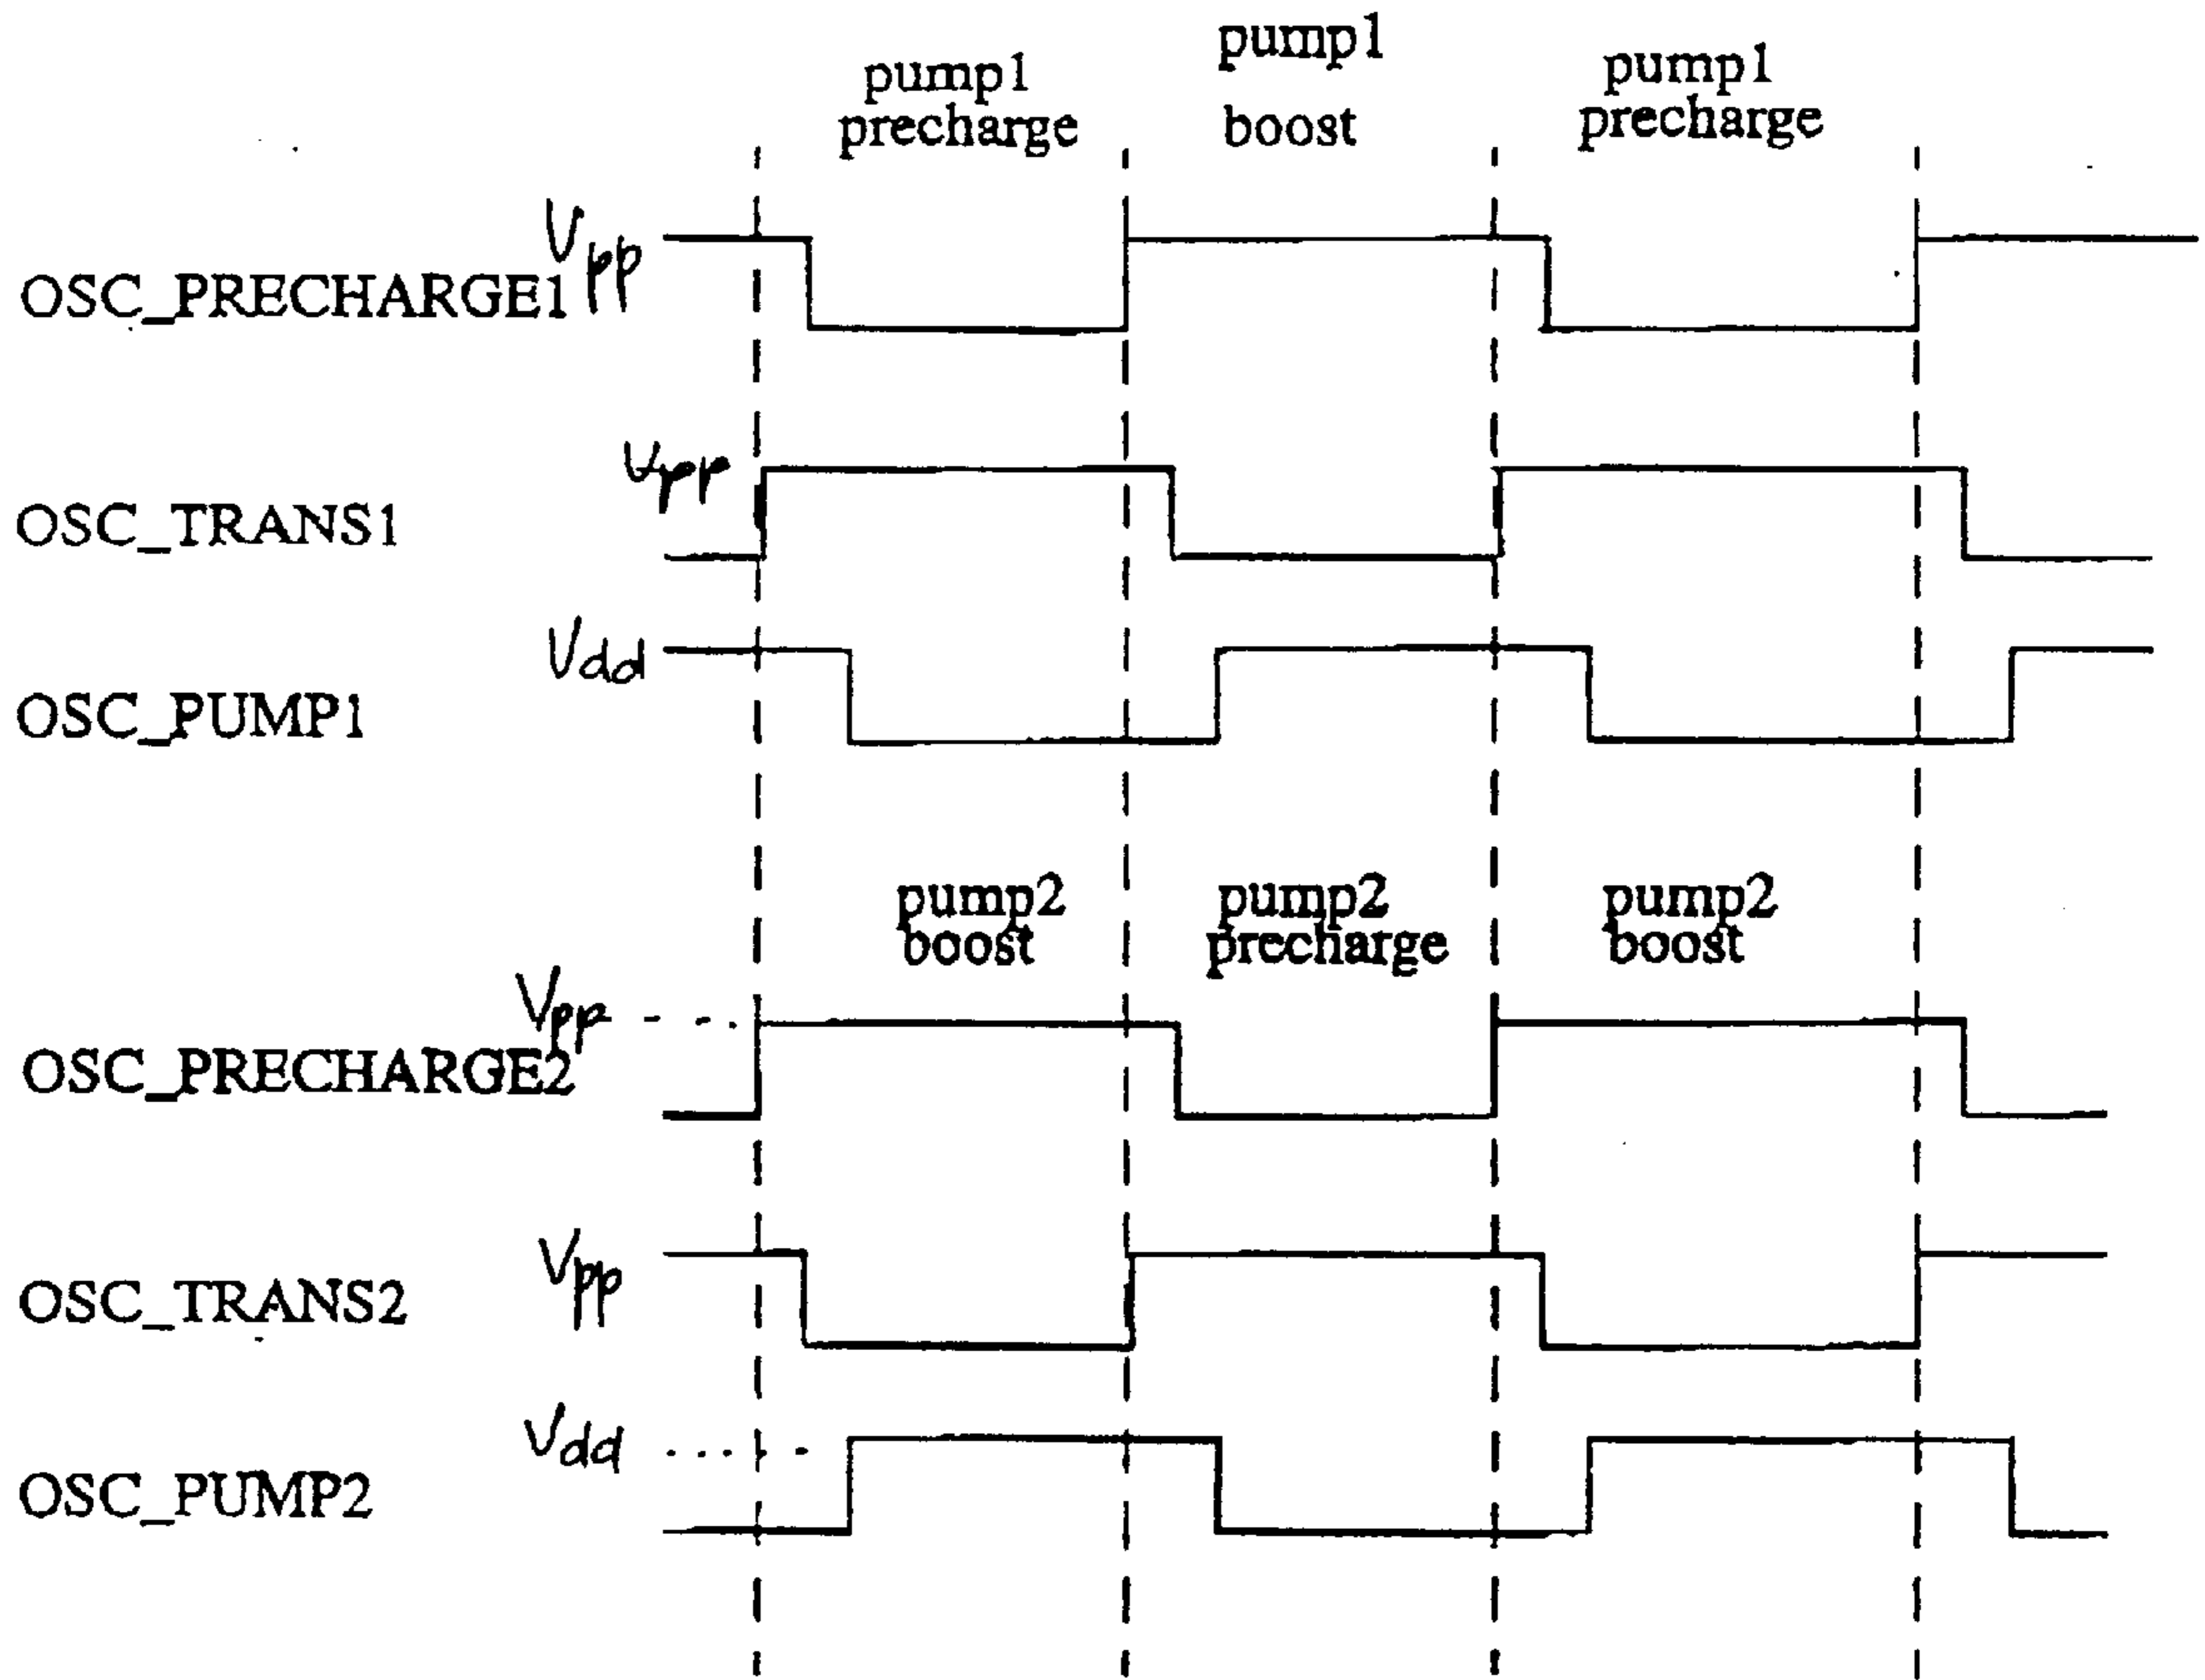 pump1
precharge
pump1
boost
pump1
precharge
Vpp
OSC_PRECHARGE1
Vpp
OSC_TRANS1
Vdd
OSC_PUMP1
pump2
boost
pump2
precharge
pump2
boost
Vpp
OSC_PRECHARGE2
Vpp
OSC_TRANS2
Vdd
OSC_PUMP2